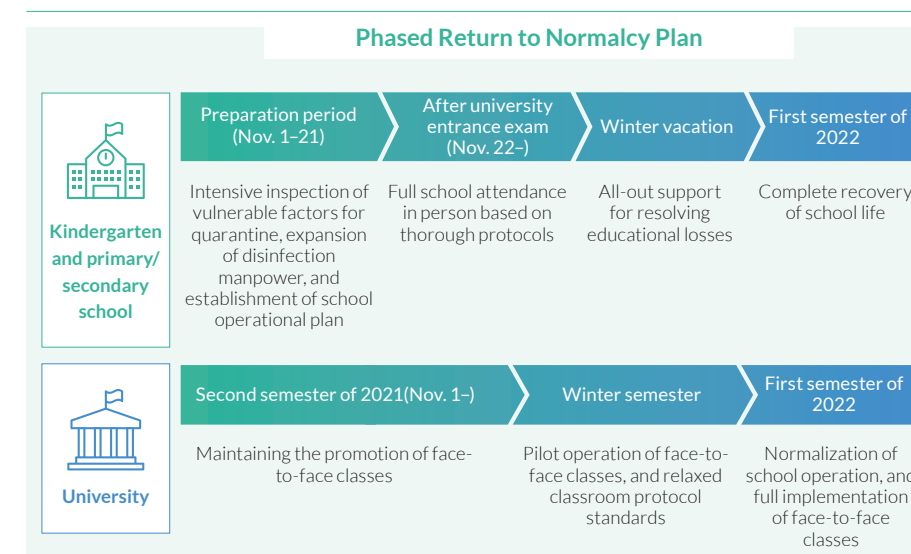 Phased Return to Normalcy Plan
Kindergarten
and primary/
secondary
school
Preparation period
(Nov. 1–21)
After university
entrance exam
(Nov. 22–)
Winter vacation
First semester of
2022
Intensive inspection of
vulnerable factors for
quarantine, expansion
of disinfection
manpower, and
establishment of school
operational plan
Full school attendance
in person based on
thorough protocols
All-out support
for resolving
educational losses
Complete recovery
of school life
University
Second semester of 2021(Nov. 1–)
Winter semester
First semester of
2022
Maintaining the promotion of face-
to-face classes
Pilot operation of face-to-
face classes, and relaxed
classroom protocol
standards
Normalization of
school operation, and
full implementation
of face-to-face
classes